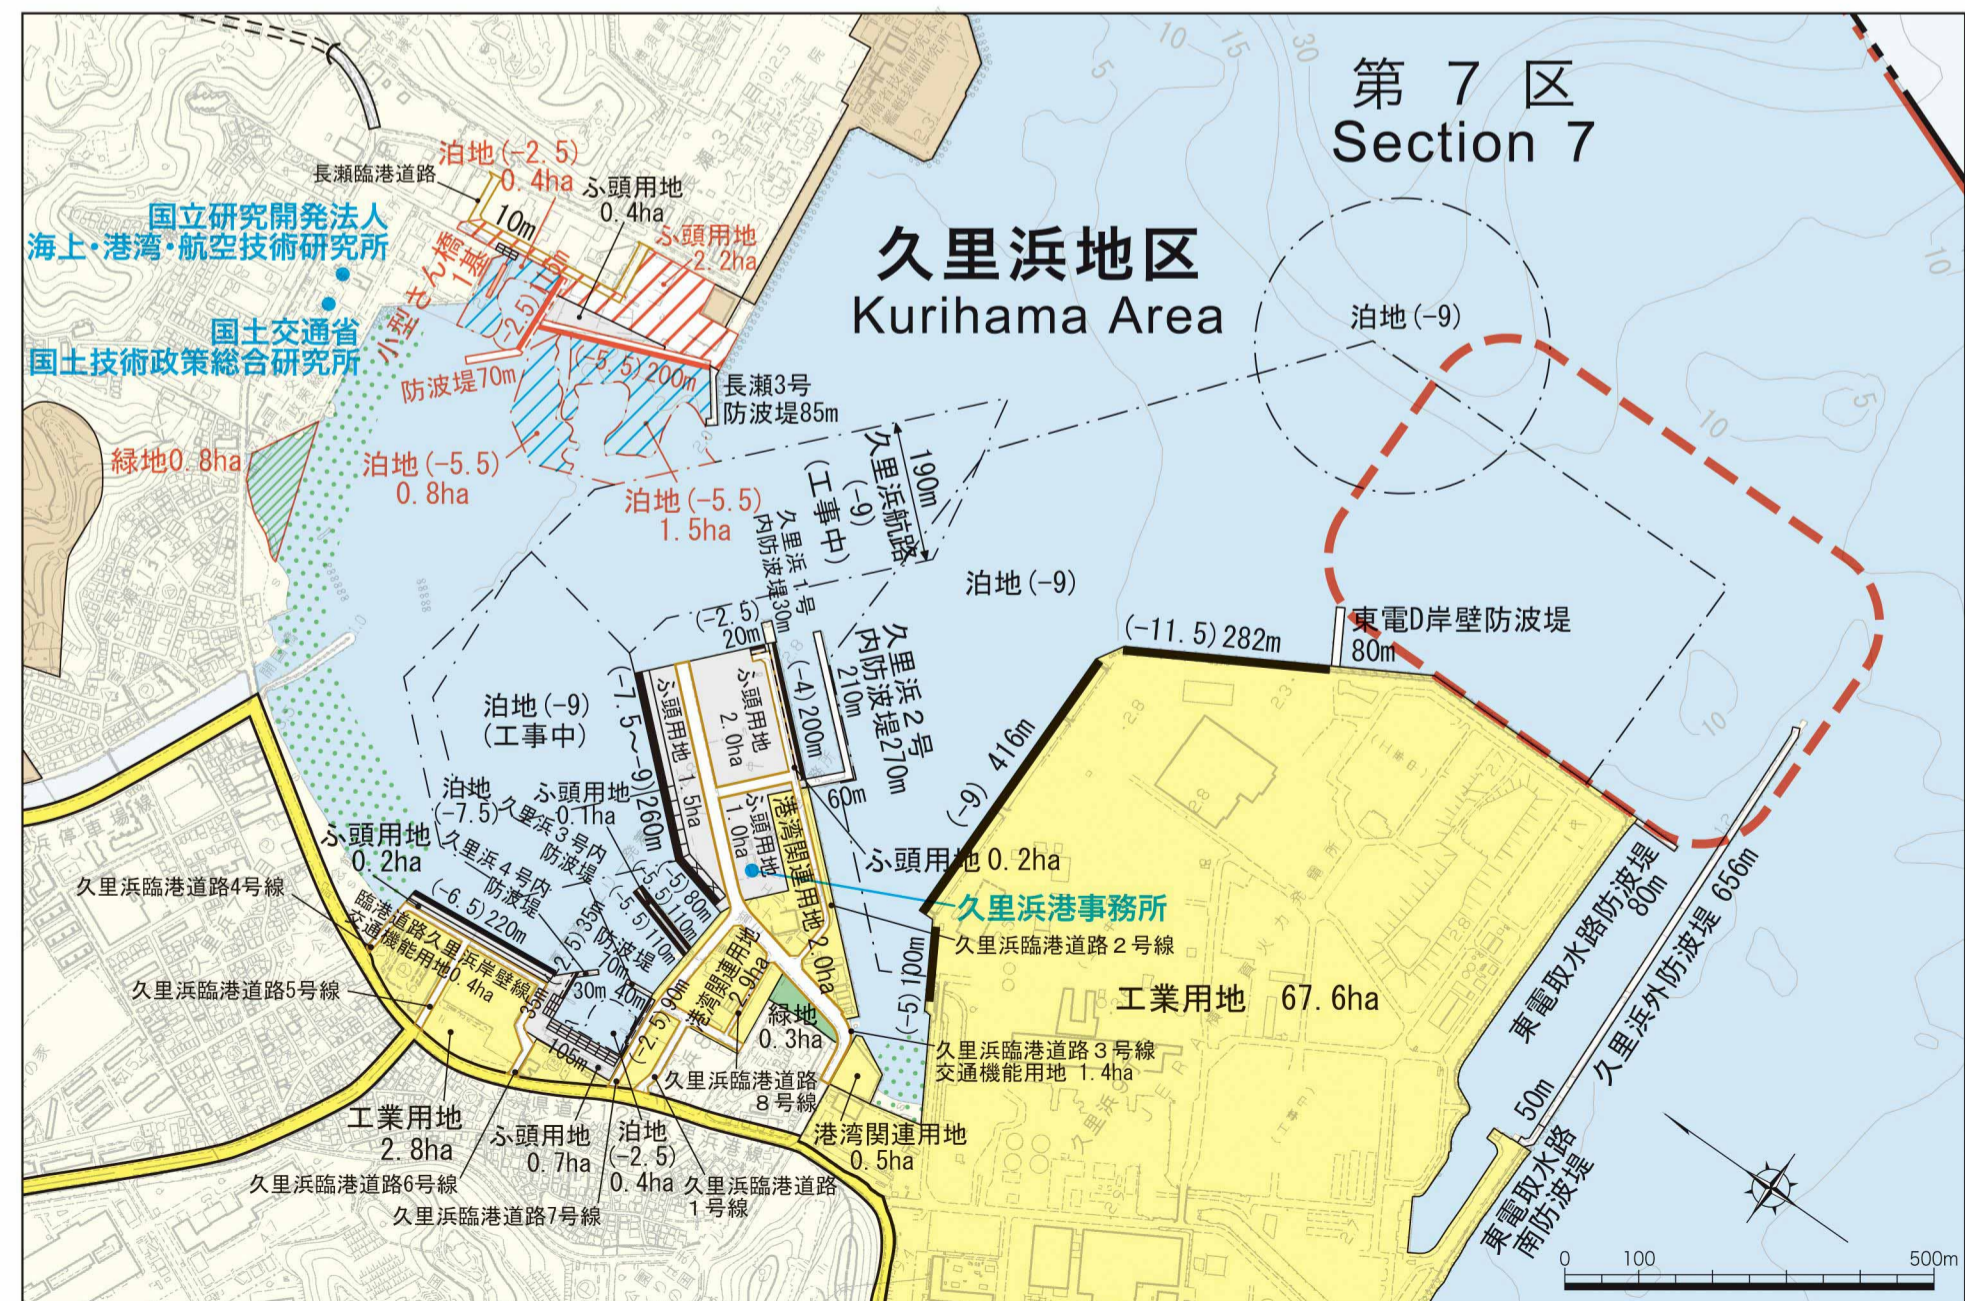 第 7 区
Section 7
久里浜地区
Kurihama Area
長瀬臨港道路
泊地(-2.5)
0.4ha
ふ頭用地
0.4ha
10m
ふ頭用地
2.2ha
国立研究開発法人
海上・港湾・航空技術研究所
国土交通省
国土技術政策総合研究所
小型さん橋
1基
(-2.5)
防波堤70m
(-5.5)200m
長瀬3号
防波堤85m
緑地0.8ha
泊地(-5.5)
0.8ha
泊地(-5.5)
1.5ha
泊地(-9)
190m
久里浜航路
(-9)
(工事中)
久里浜1号
内防波堤30m
泊地(-9)
(-2.5)
20m
(-4)200m
久里浜2号
内防波堤270m
210m
60m
(-11.5)282m
東電D岸壁防波堤
80m
泊地(-9)
(工事中)
(-7.5～-9)260m
ふ頭用地 1.5ha
ふ頭用地
2.0ha
ふ頭用地
1.0ha
港湾関連用地 2.0ha
(-9) 416m
泊地
(-7.5)
ふ頭用地
0.1ha
久里浜3号内
防波堤
久里浜4号内
防波堤
ふ頭用地
0.2ha
ふ頭用地 0.2ha
久里浜港事務所
久里浜臨港道路4号線
(-6.5)220m
臨港道路久里浜岸壁線
交通機能用地0.4ha
35m
防波堤
70m
(-5)80m
(-5.5)110m
(-5.5)110m
久里浜臨港道路2号線
久里浜臨港道路5号線
35m
30m
40m
105m
(-2.5)90m
港湾関連用地
2.9ha
緑地
0.3ha
(-5)100m
工業用地 67.6ha
久里浜臨港道路3号線
交通機能用地 1.4ha
久里浜臨港道路
8号線
工業用地
2.8ha
ふ頭用地
0.7ha
泊地
(-2.5)
0.4ha
港湾関連用地
0.5ha
久里浜臨港道路6号線
久里浜臨港道路7号線
久里浜臨港道路
1号線
東電取水路防波堤
80m
久里浜外防波堤 656m
50m
東電取水路
南防波堤
0 100 500m